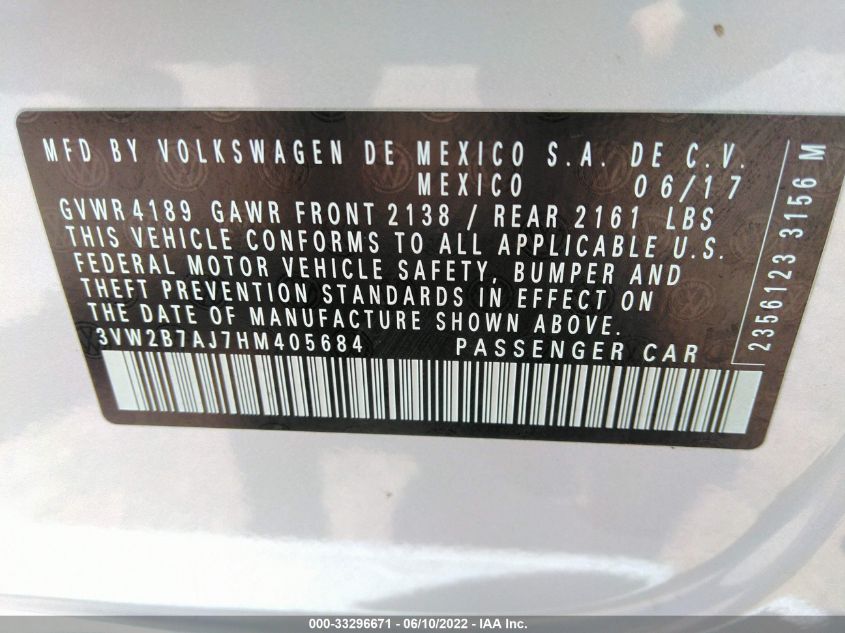 MFD BY VOLKSWAGEN DE MEXICO S.A. DE C.V.
MEXICO 06/17
GVWR4189 GAWR FRONT 2138 / REAR 2161 LBS
THIS VEHICLE CONFORMS TO ALL APPLICABLE U.S.
FEDERAL MOTOR VEHICLE SAFETY, BUMPER AND
THEFT PREVENTION STANDARDS IN EFFECT ON
THE DATE OF MANUFACTURE SHOWN ABOVE.
3VW2B7AJ7HM405684 PASSENGER CAR
2356123 3156 M
000-33296671 - 06/10/2022 - IAA Inc.